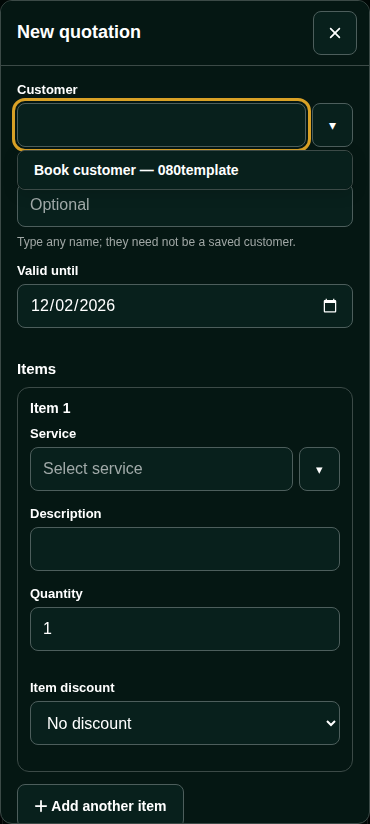 New quotation
×
Customer
▼
Book customer — 080template
Optional
Type any name; they need not be a saved customer.
Valid until
12/02/2026
Items
Item 1
Service
Select service
▼
Description
Quantity
1
Item discount
No discount
+ Add another item